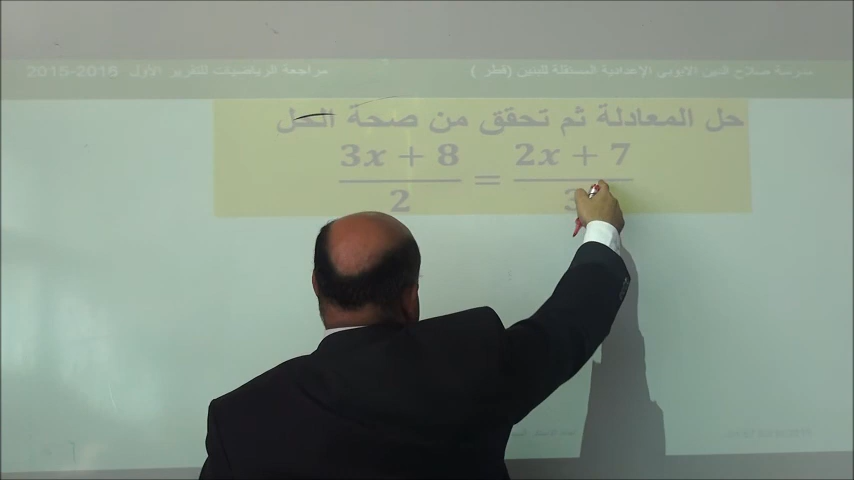 مدرسة صلاح الدين الايوبي الإعدادية المستقلة للبنين (قطر ) مراجعة الرياضيات للتقرير الأول 2016-2015
حل المعادلة ثم تحقق من صحة الحل
3x + 8 = 2x + 7
2 3